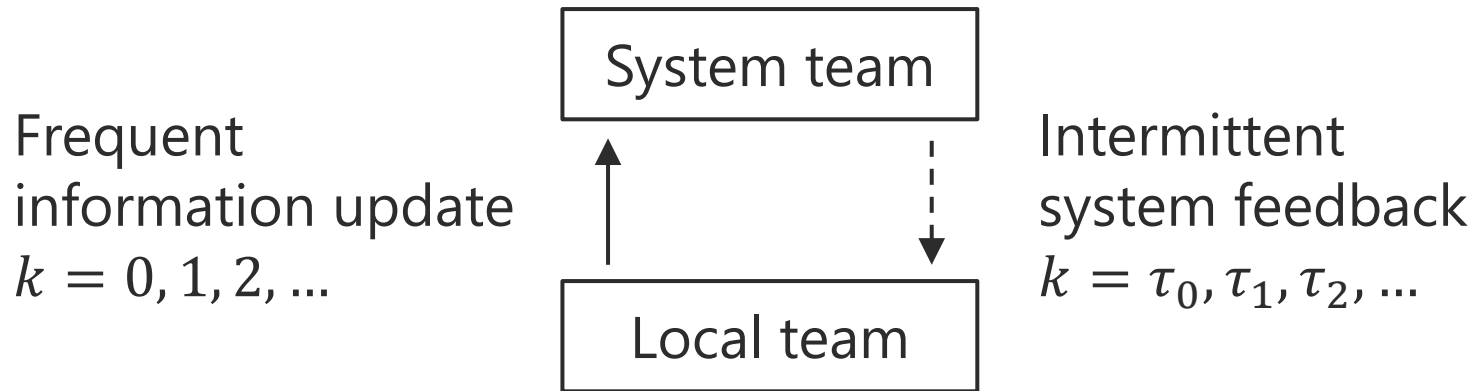 System team
Frequent
information update
k = 0, 1, 2, ...
Intermittent
system feedback
k = τ₀, τ₁, τ₂, ...
Local team